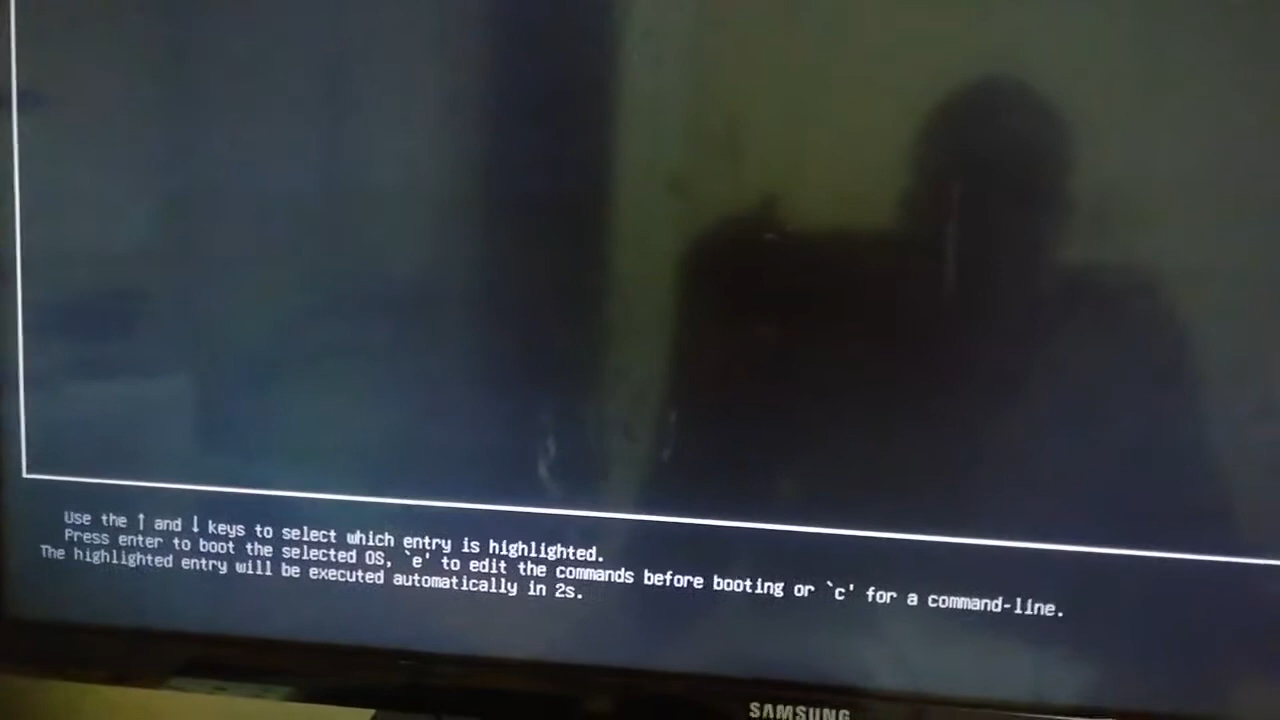 Use the ↑ and ↓ keys to select which entry is highlighted.
Press enter to boot the selected OS, `e' to edit the commands before booting or `c' for a command-line.
The highlighted entry will be executed automatically in 2s.
SAMSUNG